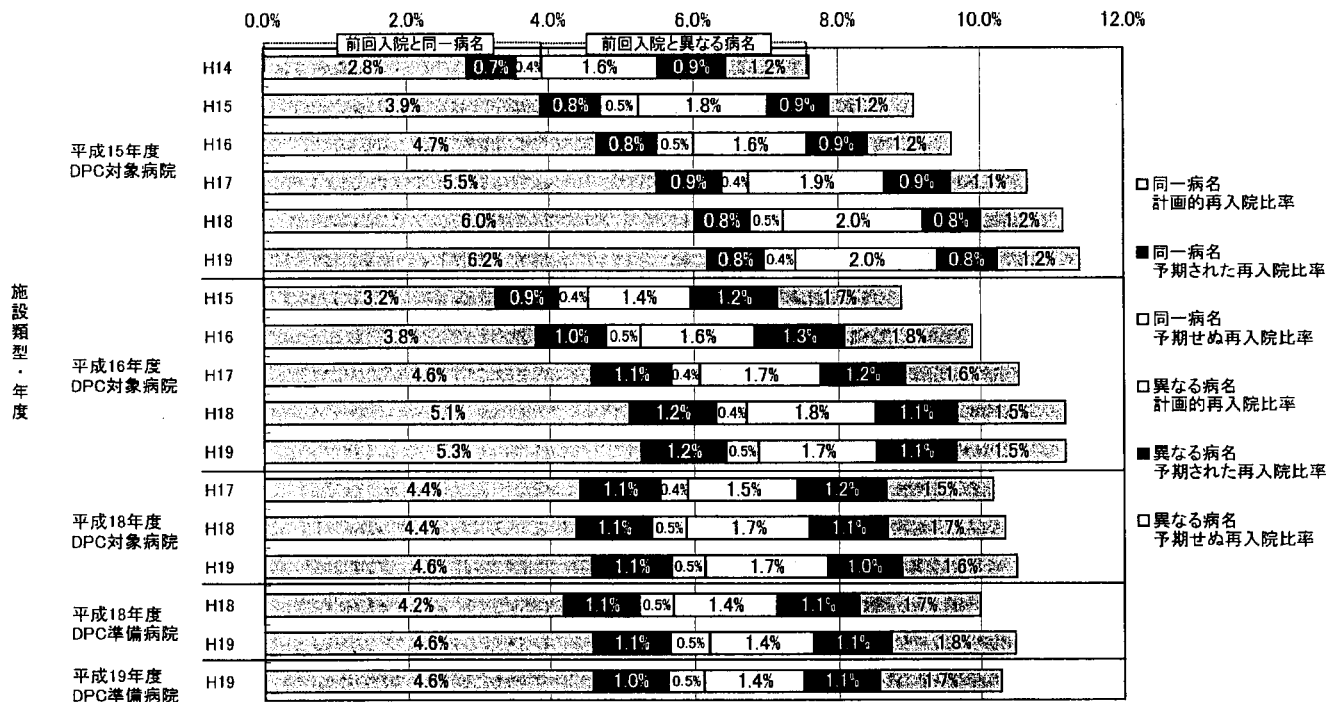 0.0% 2.0% 4.0% 6.0% 8.0% 10.0% 12.0%
前回入院と同一病名 前回入院と異なる病名
H14 2.8% 0.7% 0.4% 1.6% 0.9% 1.2%
H15 3.9% 0.8% 0.5% 1.8% 0.9% 1.2%
平成15年度
DPC対象病院
H16 4.7% 0.8% 0.5% 1.6% 0.9% 1.2%
H17 5.5% 0.9% 0.4% 1.9% 0.9% 1.1%
H18 6.0% 0.8% 0.5% 2.0% 0.8% 1.2%
H19 6.2% 0.8% 0.4% 2.0% 0.8% 1.2%
施設類型・年度
H15 3.2% 0.9% 0.4% 1.4% 1.2% 1.7%
H16 3.8% 1.0% 0.5% 1.6% 1.3% 1.8%
平成16年度
DPC対象病院
H17 4.6% 1.1% 0.4% 1.7% 1.2% 1.6%
H18 5.1% 1.2% 0.4% 1.8% 1.1% 1.5%
H19 5.3% 1.2% 0.5% 1.7% 1.1% 1.5%
H17 4.4% 1.1% 0.4% 1.5% 1.2% 1.5%
平成18年度
DPC対象病院
H18 4.4% 1.1% 0.5% 1.7% 1.1% 1.7%
H19 4.6% 1.1% 0.5% 1.7% 1.0% 1.6%
平成18年度
DPC準備病院
H18 4.2% 1.1% 0.5% 1.4% 1.1% 1.7%
H19 4.6% 1.1% 0.5% 1.4% 1.1% 1.8%
平成19年度
DPC準備病院
H19 4.6% 1.0% 0.5% 1.4% 1.1% 1.7%
同一病名
計画的再入院比率
同一病名
予期された再入院比率
同一病名
予期せぬ再入院比率
異なる病名
計画的再入院比率
異なる病名
予期された再入院比率
異なる病名
予期せぬ再入院比率